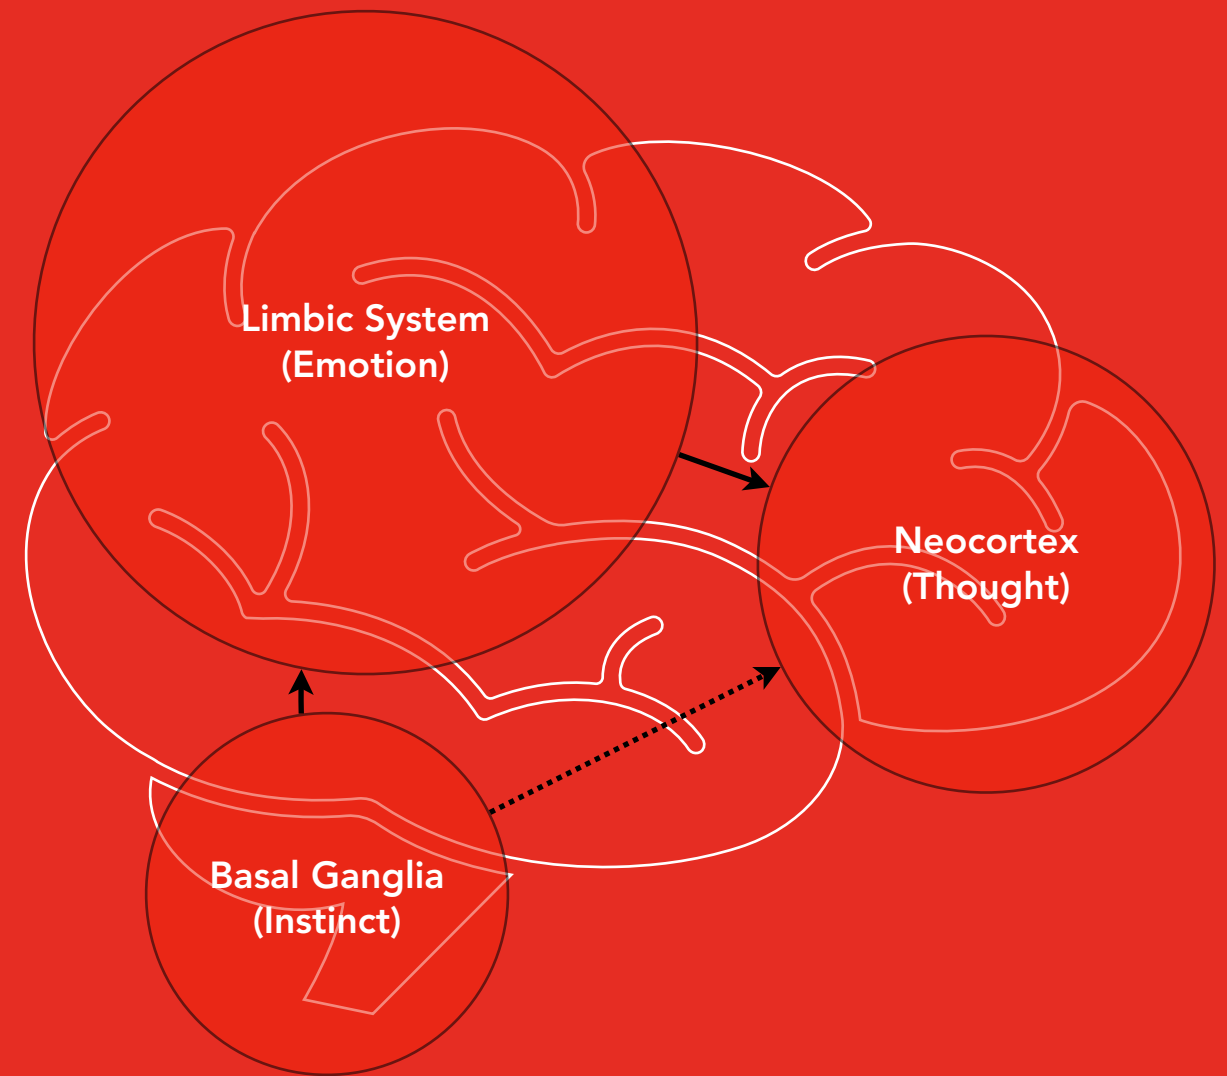 Limbic System
(Emotion)
Neocortex
(Thought)
Basal Ganglia
(Instinct)